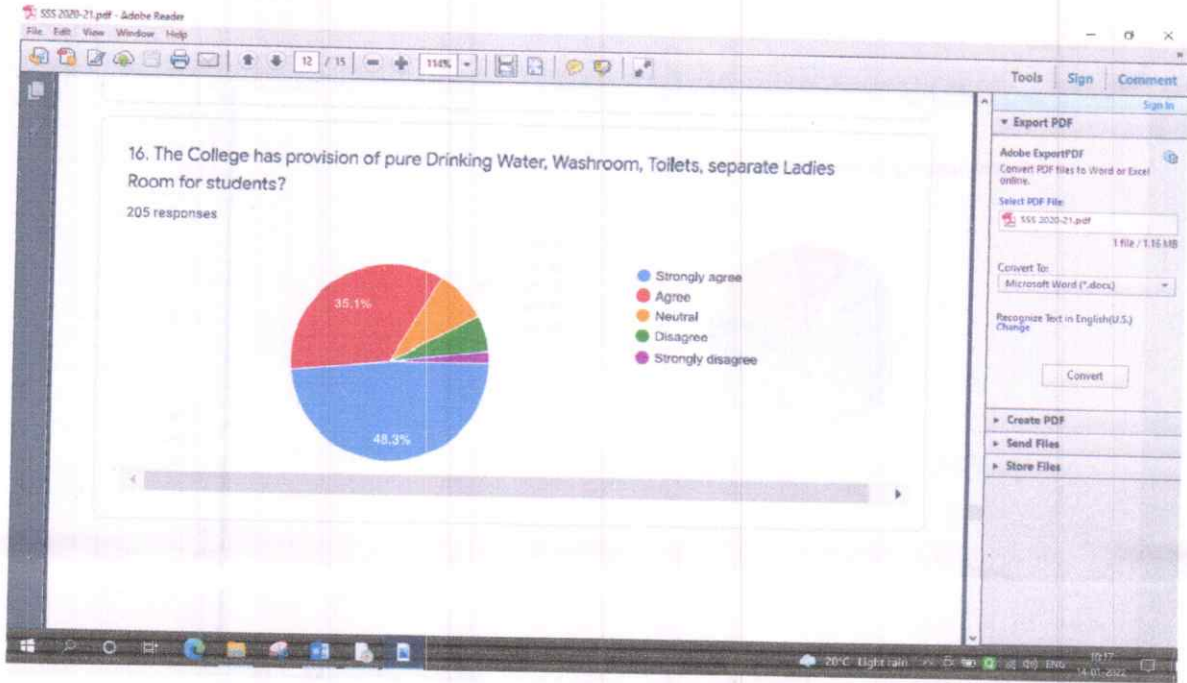 SSS 2020-21.pdf - Adobe Reader
File Edit View Window Help
12 / 15
114%
Tools Sign Comment
Sign In
Export PDF
Adobe ExportPDF
Convert PDF files to Word or Excel
online.
Select PDF File:
SSS 2020-21.pdf
1 file / 1.16 MB
Convert To:
Microsoft Word (*.docx)
Recognize Text in English(U.S.)
Change
Convert
Create PDF
Send Files
Store Files
16. The College has provision of pure Drinking Water, Washroom, Toilets, separate Ladies
Room for students?
205 responses
35.1%
48.3%
Strongly agree
Agree
Neutral
Disagree
Strongly disagree
20°C Light rain
ENG
10:17
14-01-2022